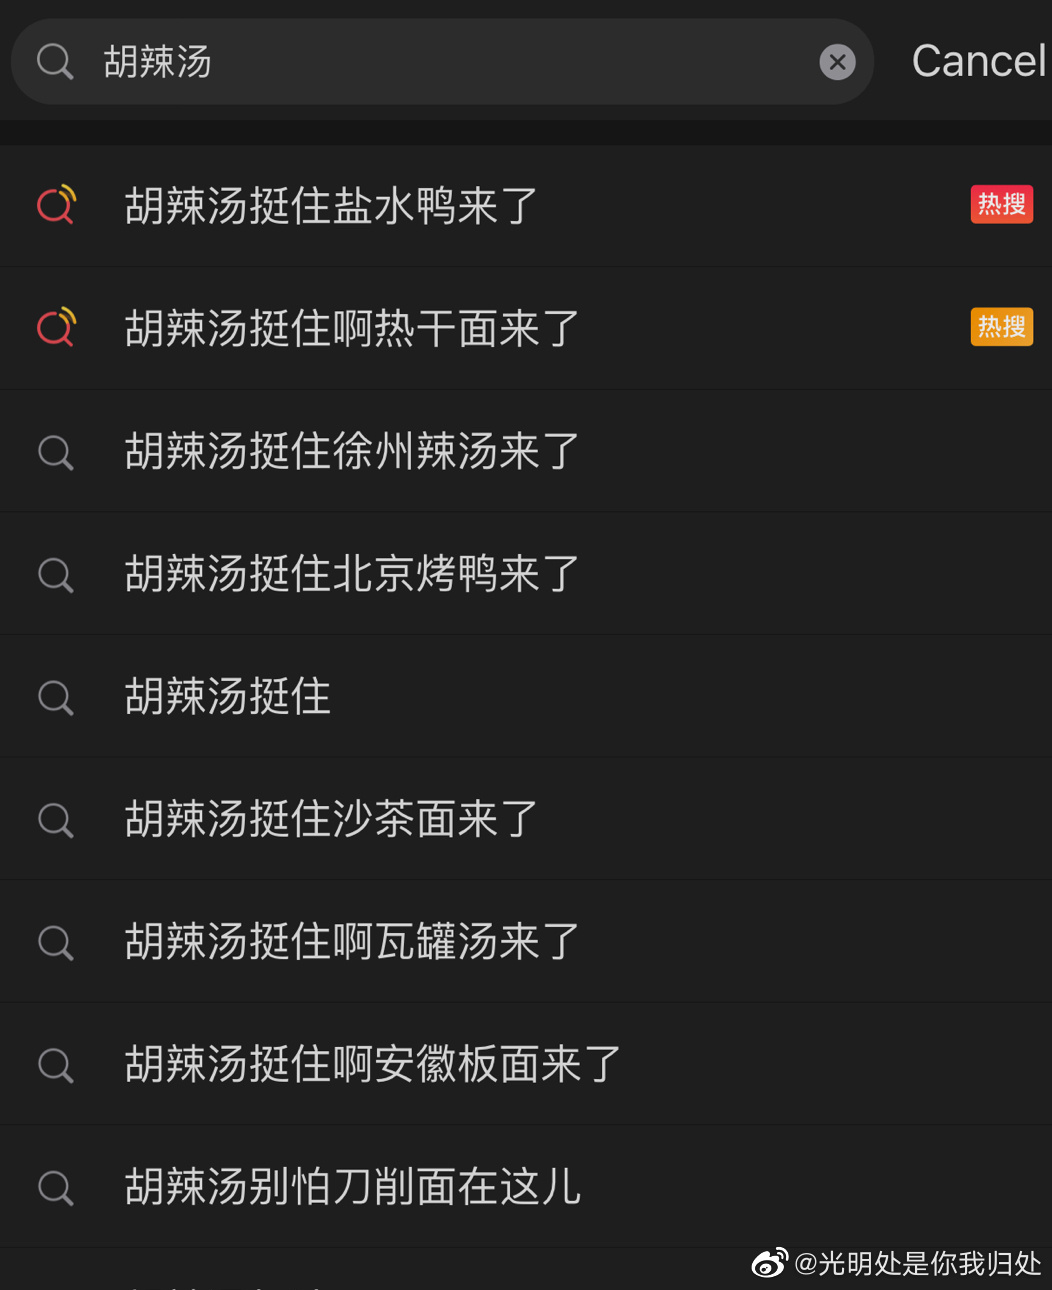 胡辣汤
Cancel
胡辣汤挺住盐水鸭来了
热搜
胡辣汤挺住啊热干面来了
热搜
胡辣汤挺住徐州辣汤来了
胡辣汤挺住北京烤鸭来了
胡辣汤挺住
胡辣汤挺住沙茶面来了
胡辣汤挺住啊瓦罐汤来了
胡辣汤挺住啊安徽板面来了
胡辣汤别怕刀削面在这儿
@光明处是你我归处